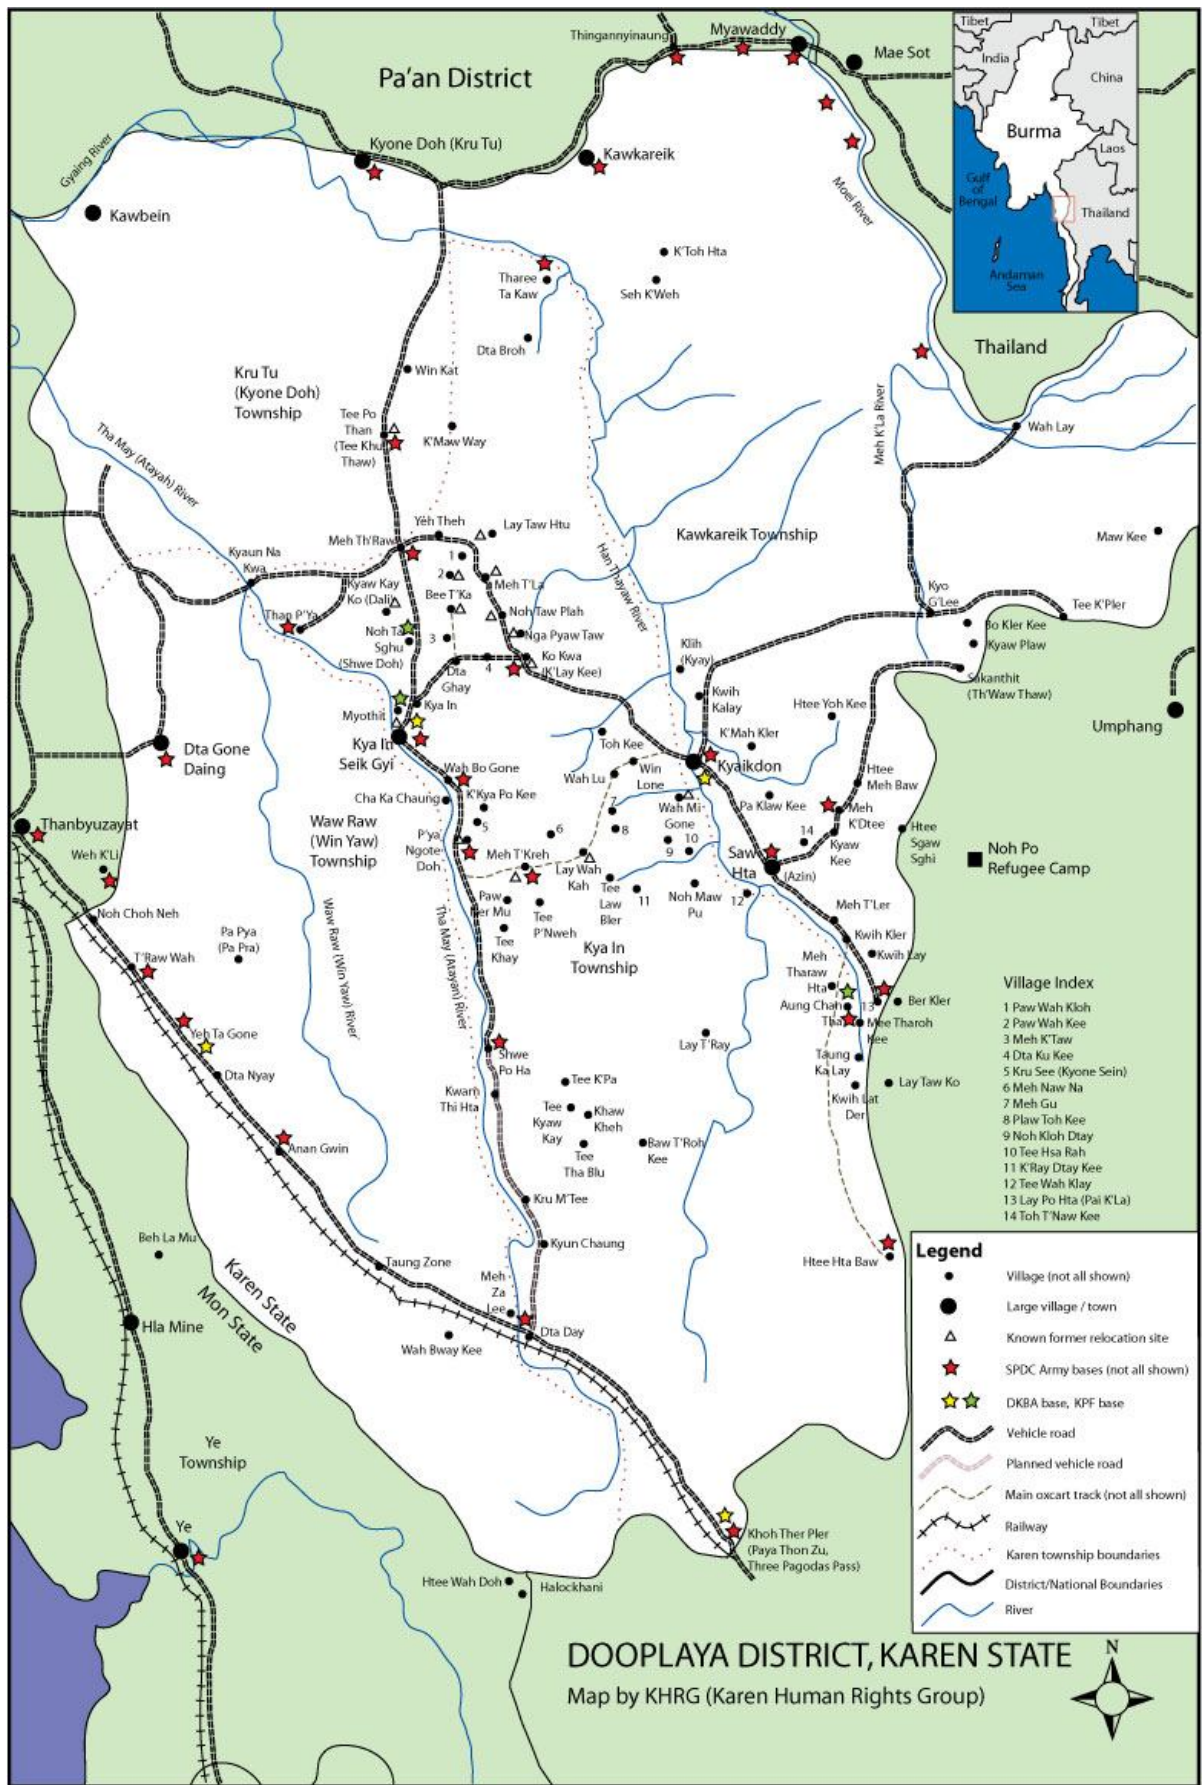 Thingannyinaung
Myawaddy
Mae Sot
Pa'an District
Tibet
Tibet
India
China
Burma
Laos
Gulf
of
Bengal
Thailand
Andaman
Sea
Gyaing River
Kyone Doh (Kru Tu)
Kawkareik
Kawbein
Moei River
K'Toh Hta
Tharee
Ta Kaw
Seh K'Weh
Dta Broh
Thailand
Win Kat
Kru Tu
(Kyone Doh)
Township
Tee Po
Than
(Tee Khu
Thaw)
K'Maw Way
Meh K'La River
Wah Lay
Tha May (Atayah) River
Yeh Theh
Lay Taw Htu
Kawkareik Township
Maw Kee
Meh Th'Raw
Kyaun Na
Kwa
1
2
Kyaw Kay
Ko (Dali)
Bee T'Ka
Meh T'La
Han Thayaw River
Kyo
G'Lee
Tee K'Pler
Than P'Ya
Noh Taw Plah
Noh Ta
Sghu
(Shwe Doh)
3
Nga Pyaw Taw
Bo Kler Kee
Kyaw Plaw
Dta
Ghay
4
Ko Kwa
(K'Lay Kee)
Klih
(Kyay)
Sakanthit
(Th'Waw Thaw)
Kya In
Myothit
Kwih
Kalay
Htee Yoh Kee
Umphang
Dta Gone
Daing
Kya In
Seik Gyi
Toh Kee
K'Mah Kler
Kyaikdon
Wah Bo Gone
Wah Lu
Win
Lone
Htee
Meh Baw
Cha Ka Chaung
K'Kya Po Kee
7
Wah Mi-
Gone
Pa Klaw Kee
Meh
K'Dtee
Thanbyuzayat
Waw Raw
(Win Yaw)
Township
5
6
8
14
Kyaw
Kee
Htee
Sgaw
Sghi
Weh K'Li
P'ya
Ngote
Doh
Meh T'Kreh
Lay Wah
Kah
9
10
Saw
Hta
(Azin)
Noh Po
Refugee Camp
Paw
Ner Mu
Tee
P'Nweh
Tee
Law
Bler
11
Noh Maw
Pu
12
Noh Choh Neh
Meh T'Ler
Pa Pya
(Pa Pra)
Tee
Khay
Kya In
Township
Kwih Kler
T'Raw Wah
Waw Raw (Win Yaw) River
Tha May (Atayan) River
Meh
Tharaw
Hta
Kwih Lay
Aung Chan
Tha
13
Ber Kler
Mee Tharoh
Kee
Yeh Ta Gone
Lay T'Ray
Shwe
Po Ha
Taung
Ka Lay
Dta Nyay
Kwam
Thi Hta
Tee K'Pa
Lay Taw Ko
Kwih Lat
Der
Tee
Kyaw
Kay
Khaw
Kheh
Anan Gwin
Tee
Tha Blu
Baw T'Roh
Kee
Kru M'Tee
Village Index
1 Paw Wah Kloh
2 Paw Wah Kee
3 Meh K'Taw
4 Dta Ku Kee
5 Kru See (Kyone Sein)
6 Meh Naw Na
7 Meh Gu
8 Plaw Toh Kee
9 Noh Kloh Dtay
10 Tee Hsa Rah
11 K'Ray Dtay Kee
12 Tee Wah Klay
13 Lay Po Hta (Pai K'La)
14 Toh T'Naw Kee
Beh La Mu
Kyun Chaung
Taung Zone
Htee Hta Baw
Karen State
Mon State
Meh
Za
Lee
Hla Mine
Dta Day
Wah Bway Kee
Legend
Village (not all shown)
Large village / town
Known former relocation site
SPDC Army bases (not all shown)
DKBA base, KPF base
Vehicle road
Planned vehicle road
Main oxcart track (not all shown)
Railway
Karen township boundaries
District/National Boundaries
River
Ye
Township
Ye
Khoh Ther Pler
(Paya Thon Zu,
Three Pagodas Pass)
Htee Wah Doh
Halockhani
N
DOOPLAYA DISTRICT, KAREN STATE
Map by KHRG (Karen Human Rights Group)